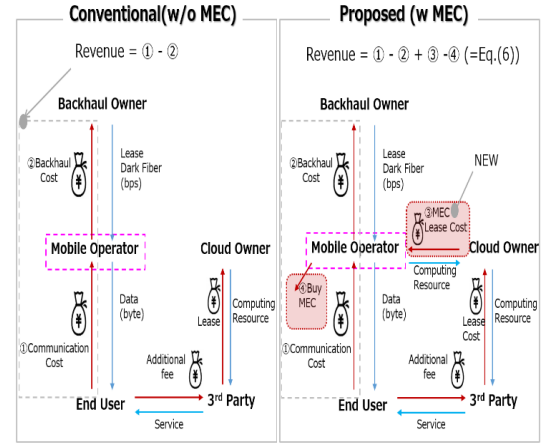 Conventional(w/o MEC)
Revenue = ① - ②
Backhaul Owner
②Backhaul
Cost
¥
Lease
Dark Fiber
(bps)
Mobile Operator
Cloud Owner
¥
Data
(byte)
¥
Lease
Computing
Resource
①Communication
Cost
Additional
fee
¥
End User
3rd Party
Service
Proposed (w MEC)
Revenue = ① - ② + ③ -④ (=Eq.(6))
Backhaul Owner
②Backhaul
Cost
¥
Lease
Dark Fiber
(bps)
NEW
③MEC
Lease Cost
¥
Mobile Operator
Cloud Owner
Computing
Resource
④Buy
MEC
¥
Data
(byte)
¥
Lease
Cost
Computing
Resource
①Communication
Cost
Additional
fee
¥
End User
3rd Party
Service